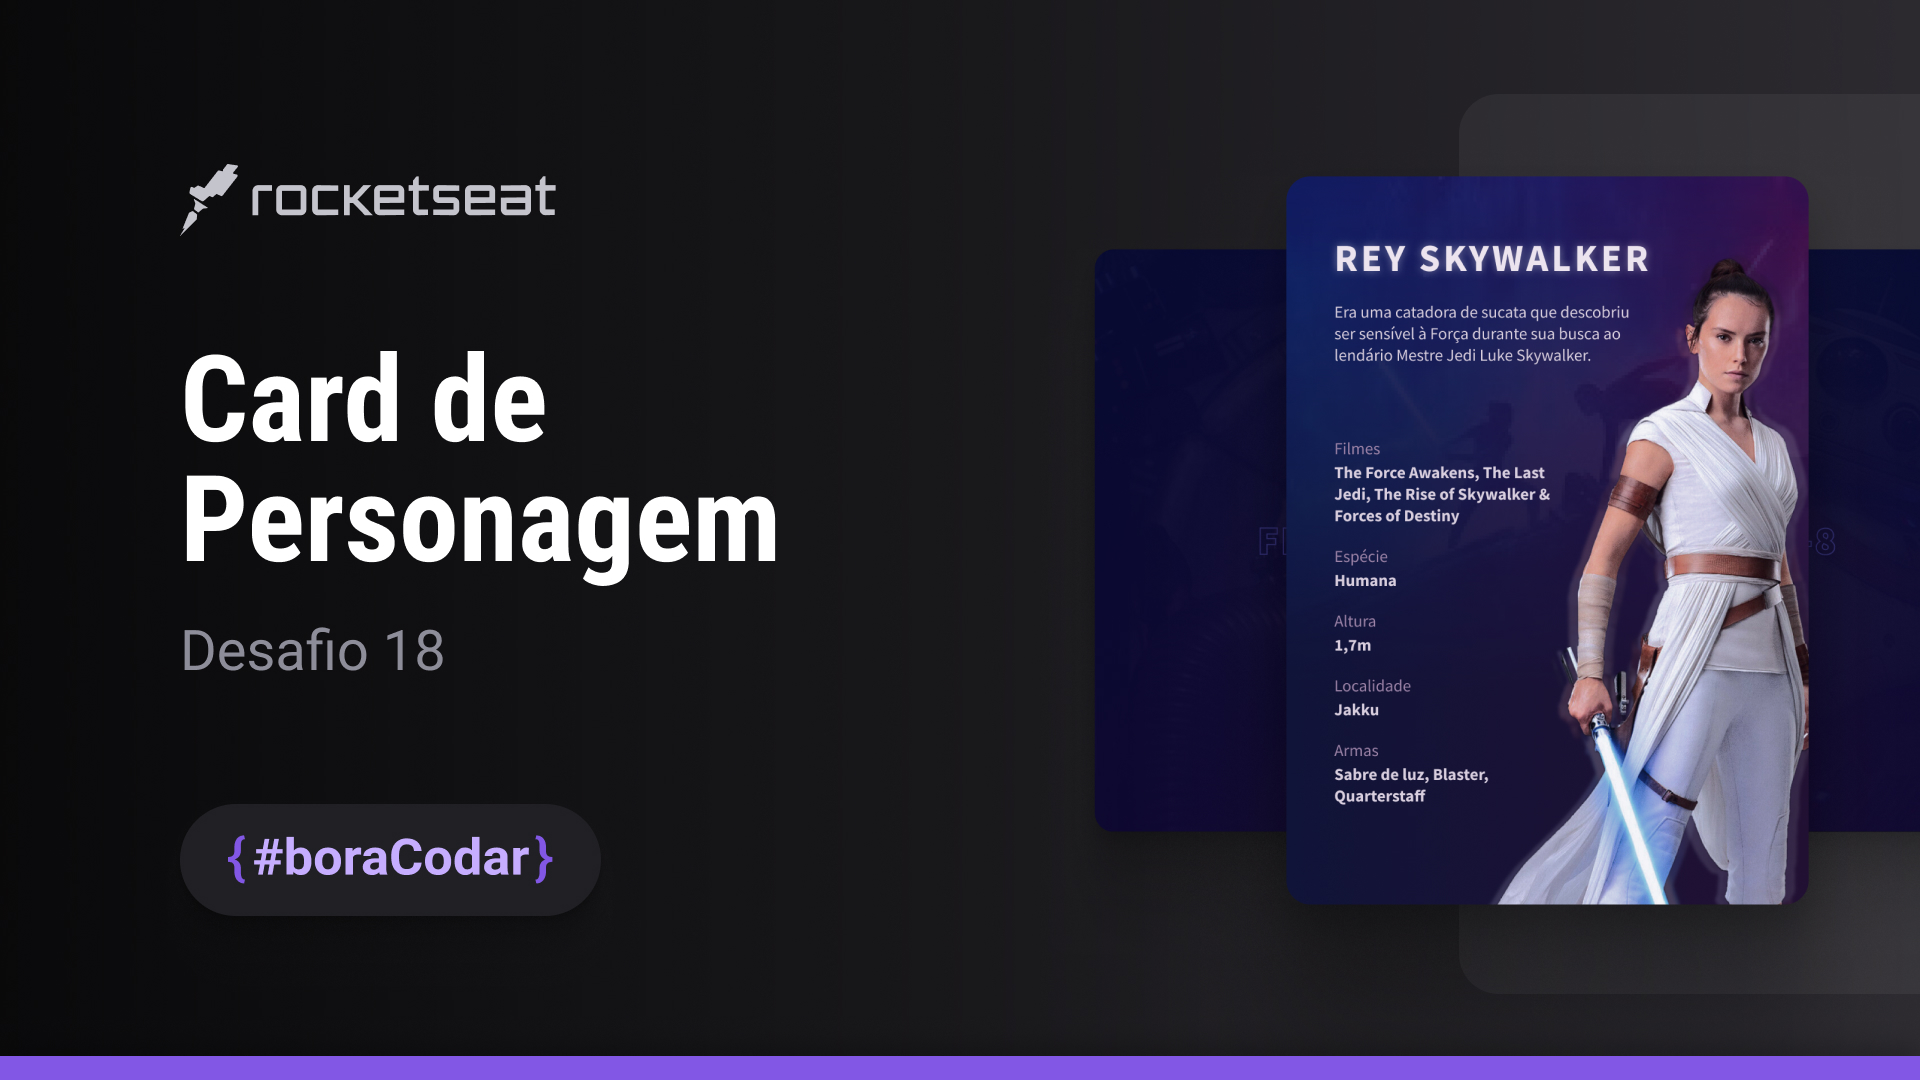 rocketseat
Card de
Personagem
Desafio 18
{ #boraCodar }
REY SKYWALKER
Era uma catadora de sucata que descobriu
ser sensível à Força durante sua busca ao
lendário Mestre Jedi Luke Skywalker.
Filmes
The Force Awakens, The Last
Jedi, The Rise of Skywalker &
Forces of Destiny
Espécie
Humana
Altura
1,7m
Localidade
Jakku
Armas
Sabre de luz, Blaster,
Quarterstaff